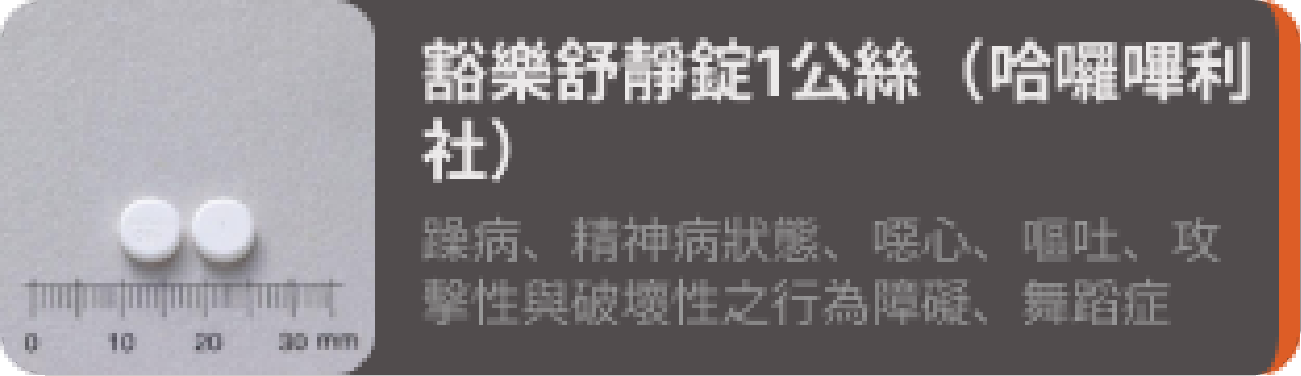 豁樂舒靜錠1公絲（哈囉嗶利
社）
躁病、精神病狀態、噁心、嘔吐、攻
擊性與破壞性之行為障礙、舞蹈症
0 10 20 30 mm